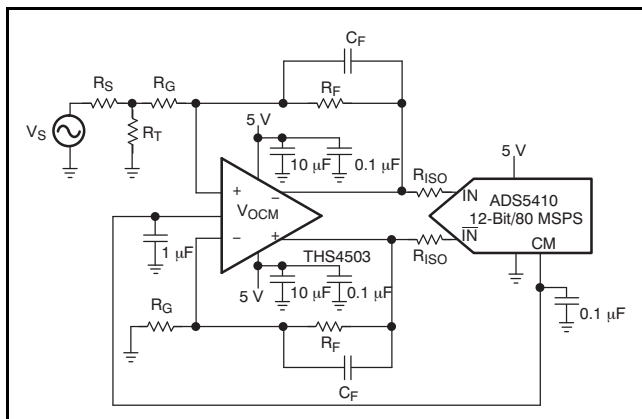 C_F
R_S
R_G
R_F
V_S
R_T
5 V
10 μF
0.1 μF
5 V
R_ISO
IN
ADS5410
12-Bit/80 MSPS
IN
CM
+
−
V_OCM
−
+
1 μF
THS4503
R_ISO
5 V
10 μF
0.1 μF
0.1 μF
R_G
R_F
C_F